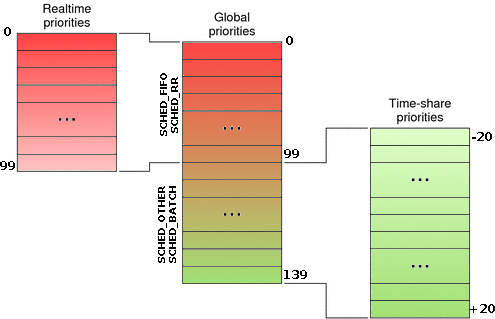 Realtime
priorities
0
...
99
Global
priorities
0
SCHED_FIFO
SCHED_RR
...
99
SCHED_OTHER
SCHED_BATCH
...
139
Time-share
priorities
-20
...
...
+20